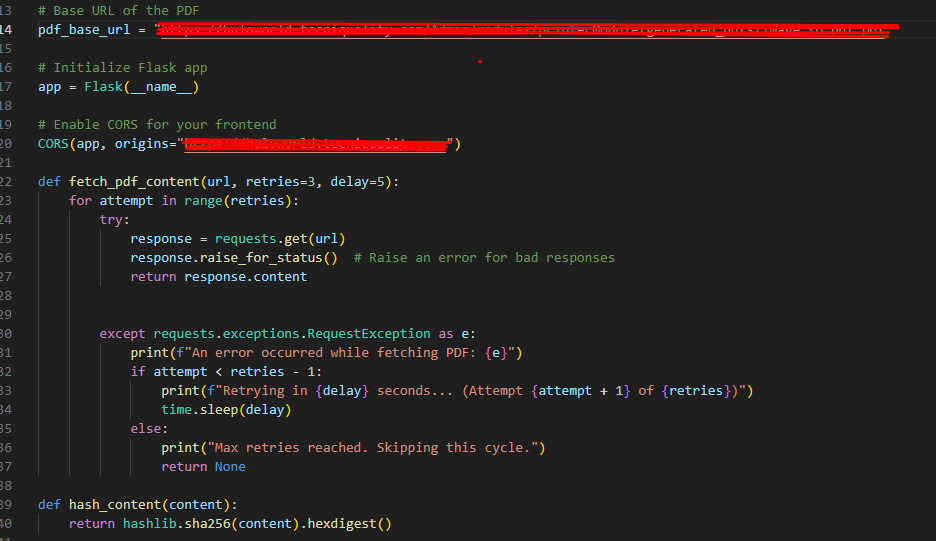 13 # Base URL of the PDF
14 pdf_base_url = "
15
16 # Initialize Flask app
17 app = Flask(__name__)
18
19 # Enable CORS for your frontend
20 CORS(app, origins="")
21
22 def fetch_pdf_content(url, retries=3, delay=5):
23 for attempt in range(retries):
24 try:
25 response = requests.get(url)
26 response.raise_for_status()  # Raise an error for bad responses
27 return response.content
28
29
30 except requests.exceptions.RequestException as e:
31 print(f"An error occurred while fetching PDF: {e}")
32 if attempt < retries - 1:
33 print(f"Retrying in {delay} seconds... (Attempt {attempt + 1} of {retries})")
34 time.sleep(delay)
35 else:
36 print("Max retries reached. Skipping this cycle.")
37 return None
38
39 def hash_content(content):
40 return hashlib.sha256(content).hexdigest()